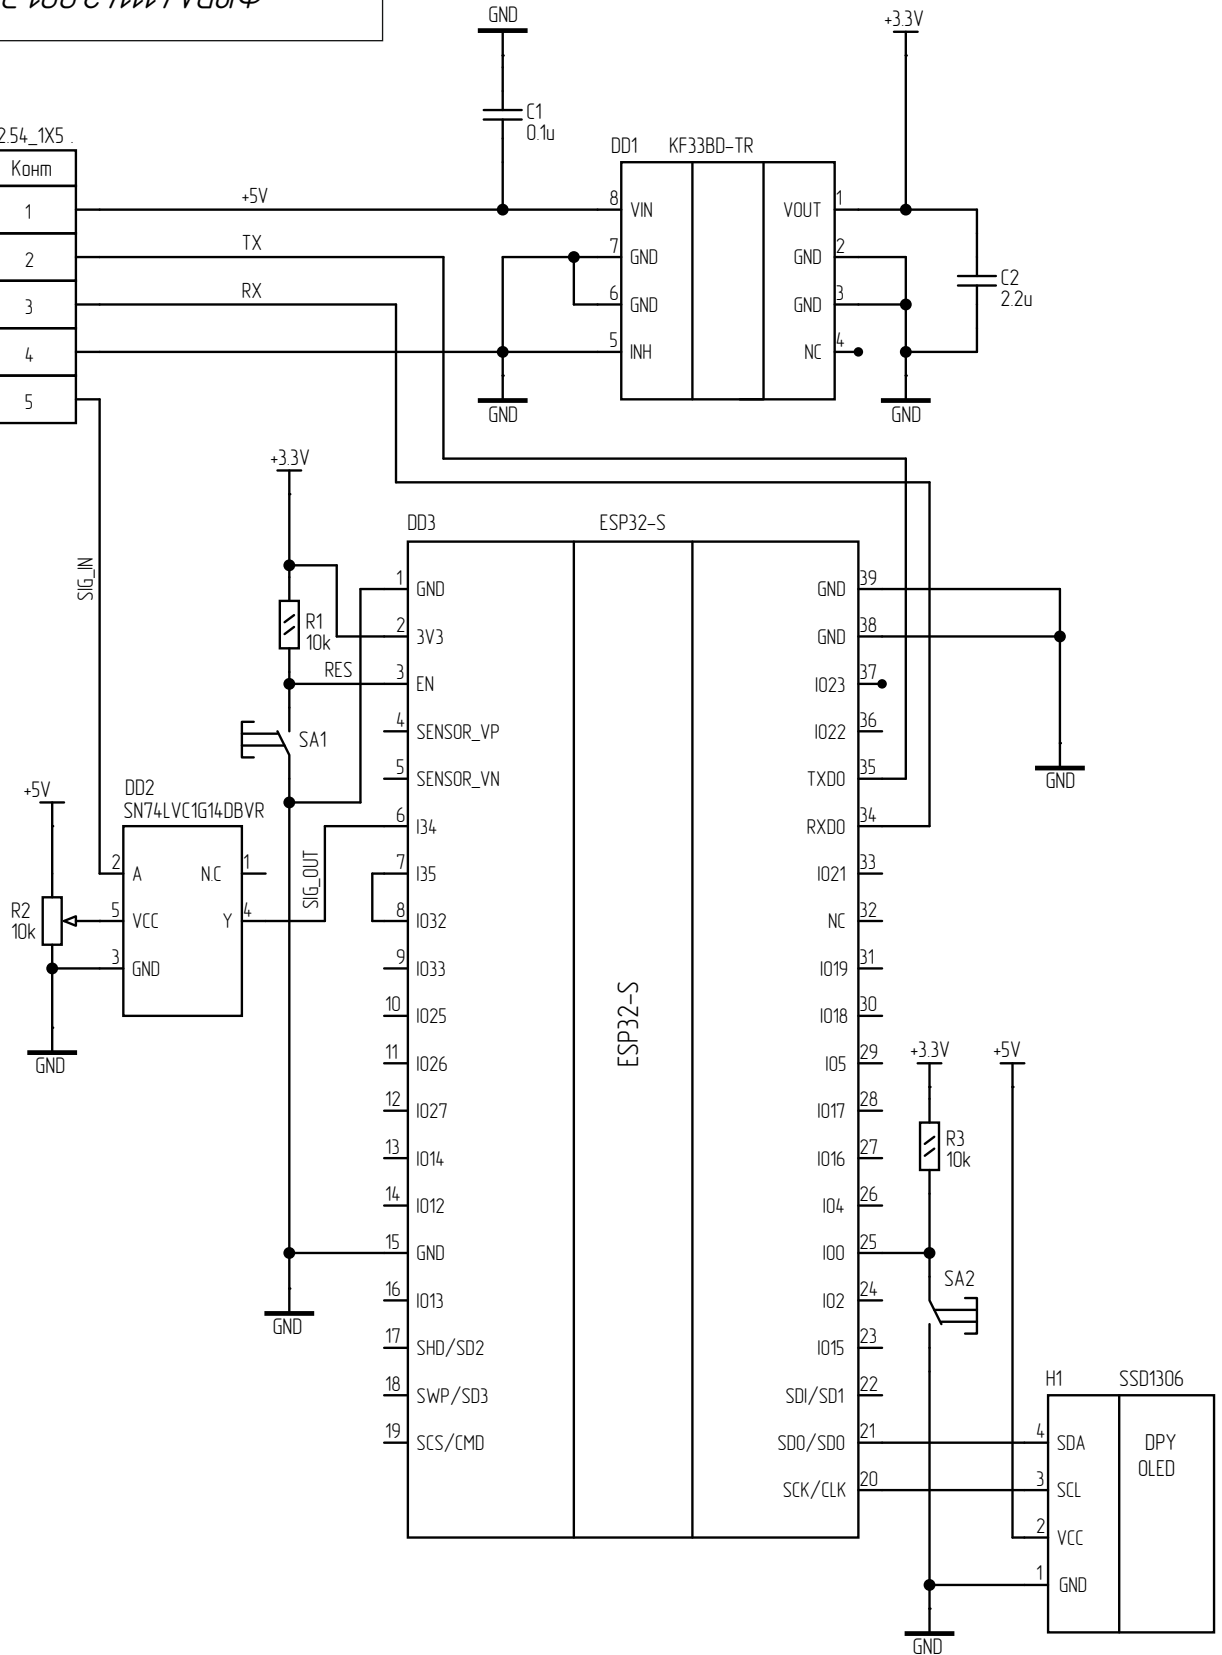 GND
+3.3V
C1
0.1u
2.54_1X5 .
DD1 KF33BD-TR
Конт
1
2
3
4
5
+5V
TX
RX
8 VIN
7 GND
6 GND
5 INH
VOUT 1
GND 2
GND 3
NC 4
C2
2.2u
GND
GND
+3.3V
DD3 ESP32-S
SIG_IN
R1
10k
RES
SA1
1 GND
2 3V3
3 EN
4 SENSOR_VP
5 SENSOR_VN
6 I34
7 I35
8 IO32
9 IO33
10 IO25
11 IO26
12 IO27
13 IO14
14 IO12
15 GND
16 IO13
17 SHD/SD2
18 SWP/SD3
19 SCS/CMD
ESP32-S
GND 39
GND 38
IO23 37
IO22 36
TXD0 35
RXD0 34
IO21 33
NC 32
IO19 31
IO18 30
IO5 29
IO17 28
IO16 27
IO4 26
IO0 25
IO2 24
IO15 23
SDI/SD1 22
SDO/SD0 21
SCK/CLK 20
GND
+5V
DD2
SN74LVC1G14DBVR
2 A
5 VCC
3 GND
N.C 1
Y 4
SIG_OUT
R2
10k
GND
GND
+3.3V
+5V
R3
10k
SA2
H1 SSD1306
4 SDA
3 SCL
2 VCC
1 GND
DPY
OLED
GND